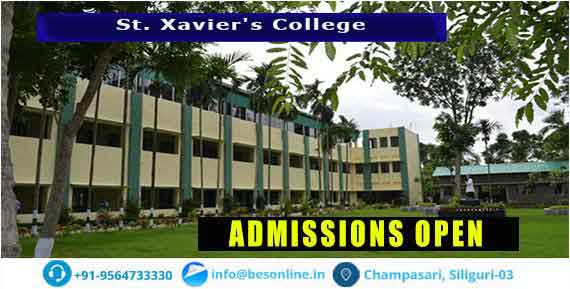 St. Xavier's College
ADMISSIONS OPEN
+91-9564733330 info@besonline.in Champasari, Siliguri-03